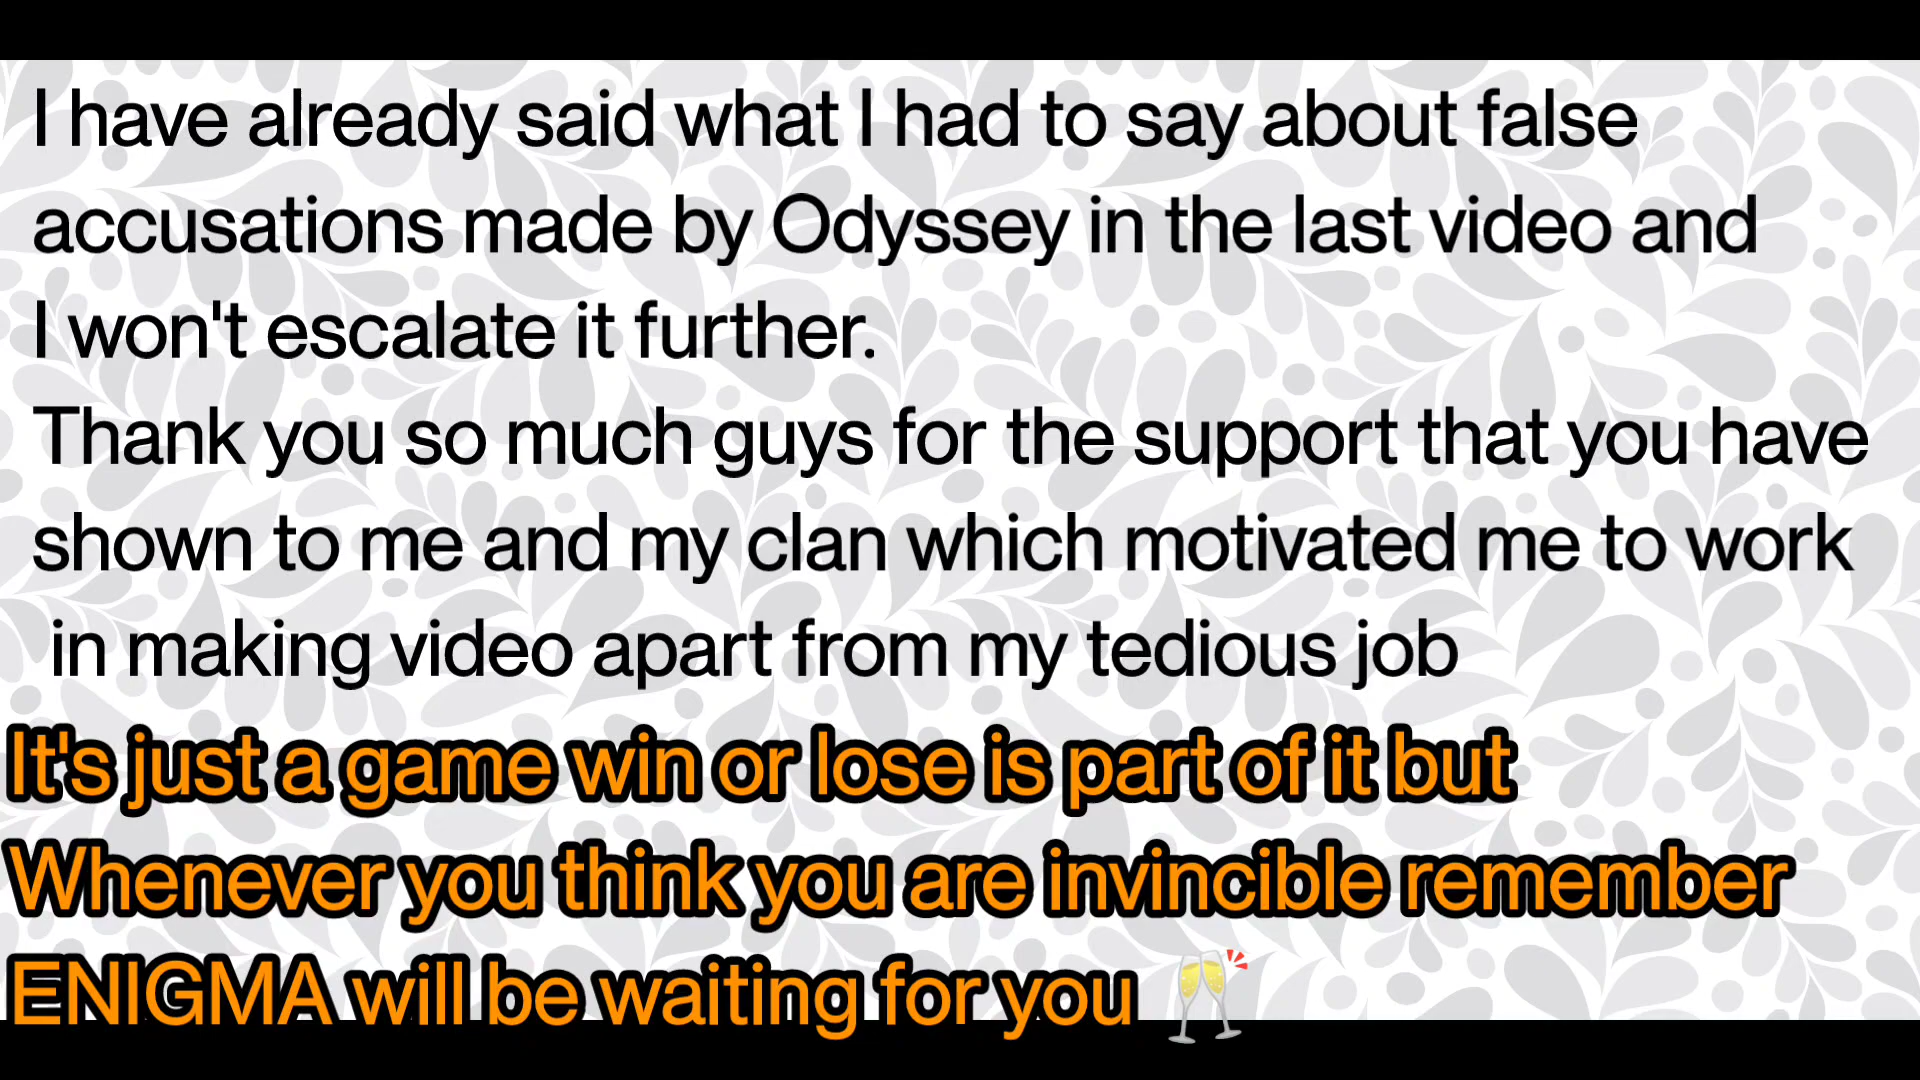 I have already said what I had to say about false
accusations made by Odyssey in the last video and
I won't escalate it further.
Thank you so much guys for the support that you have
shown to me and my clan which motivated me to work
in making video apart from my tedious job
It's just a game win or lose is part of it but
Whenever you think you are invincible remember
ENIGMA will be waiting for you 🥂